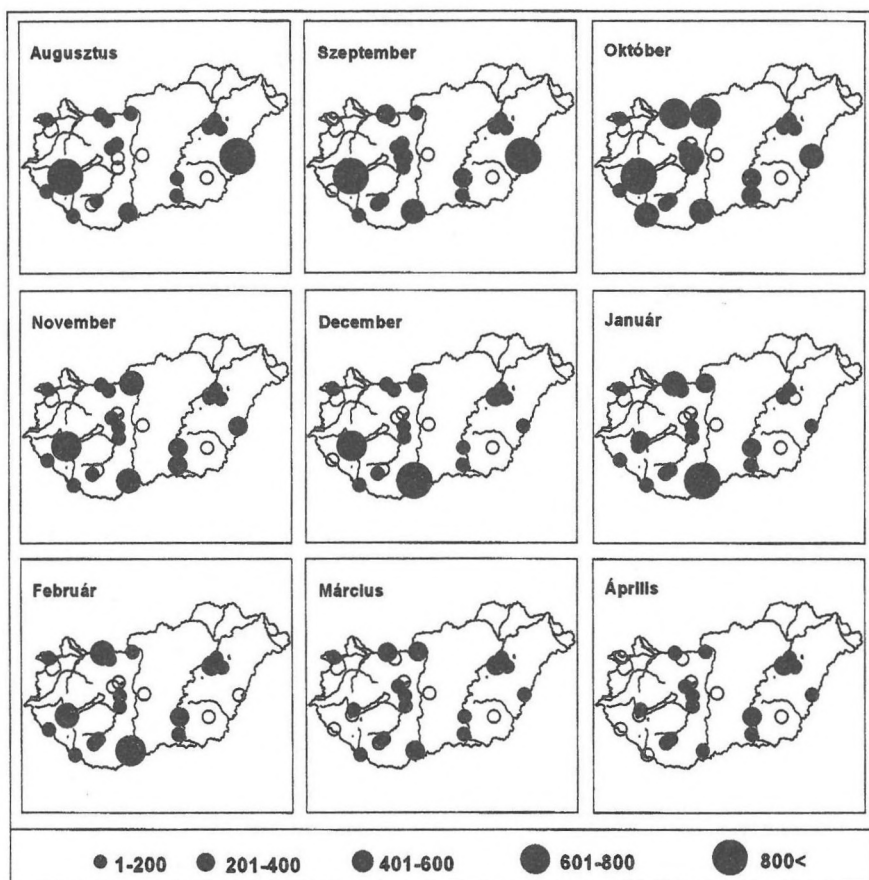 Augusztus
Szeptember
Október
November
December
Január
Február
Március
Április
1-200 201-400 401-600 601-800 800<